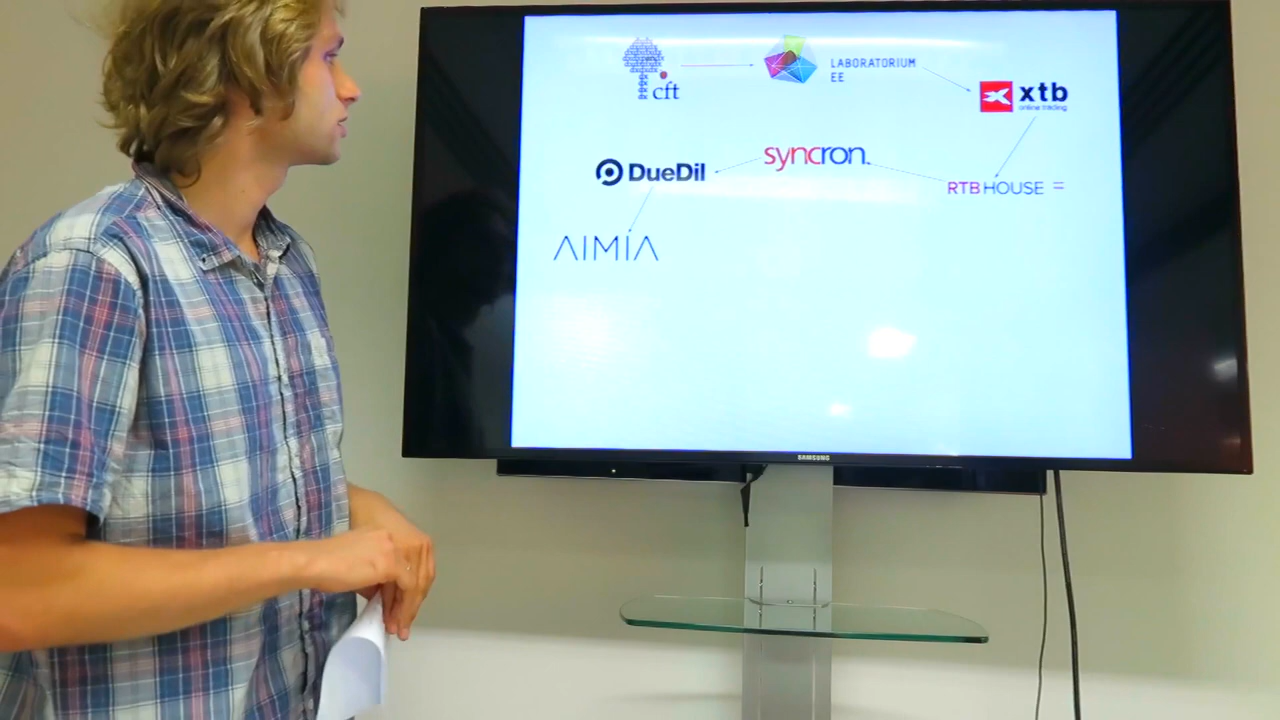 cft
LABORATORIUM
EE
xtb
online trading
syncron
DueDil
RTB HOUSE =
AIMIA
SAMSUNG